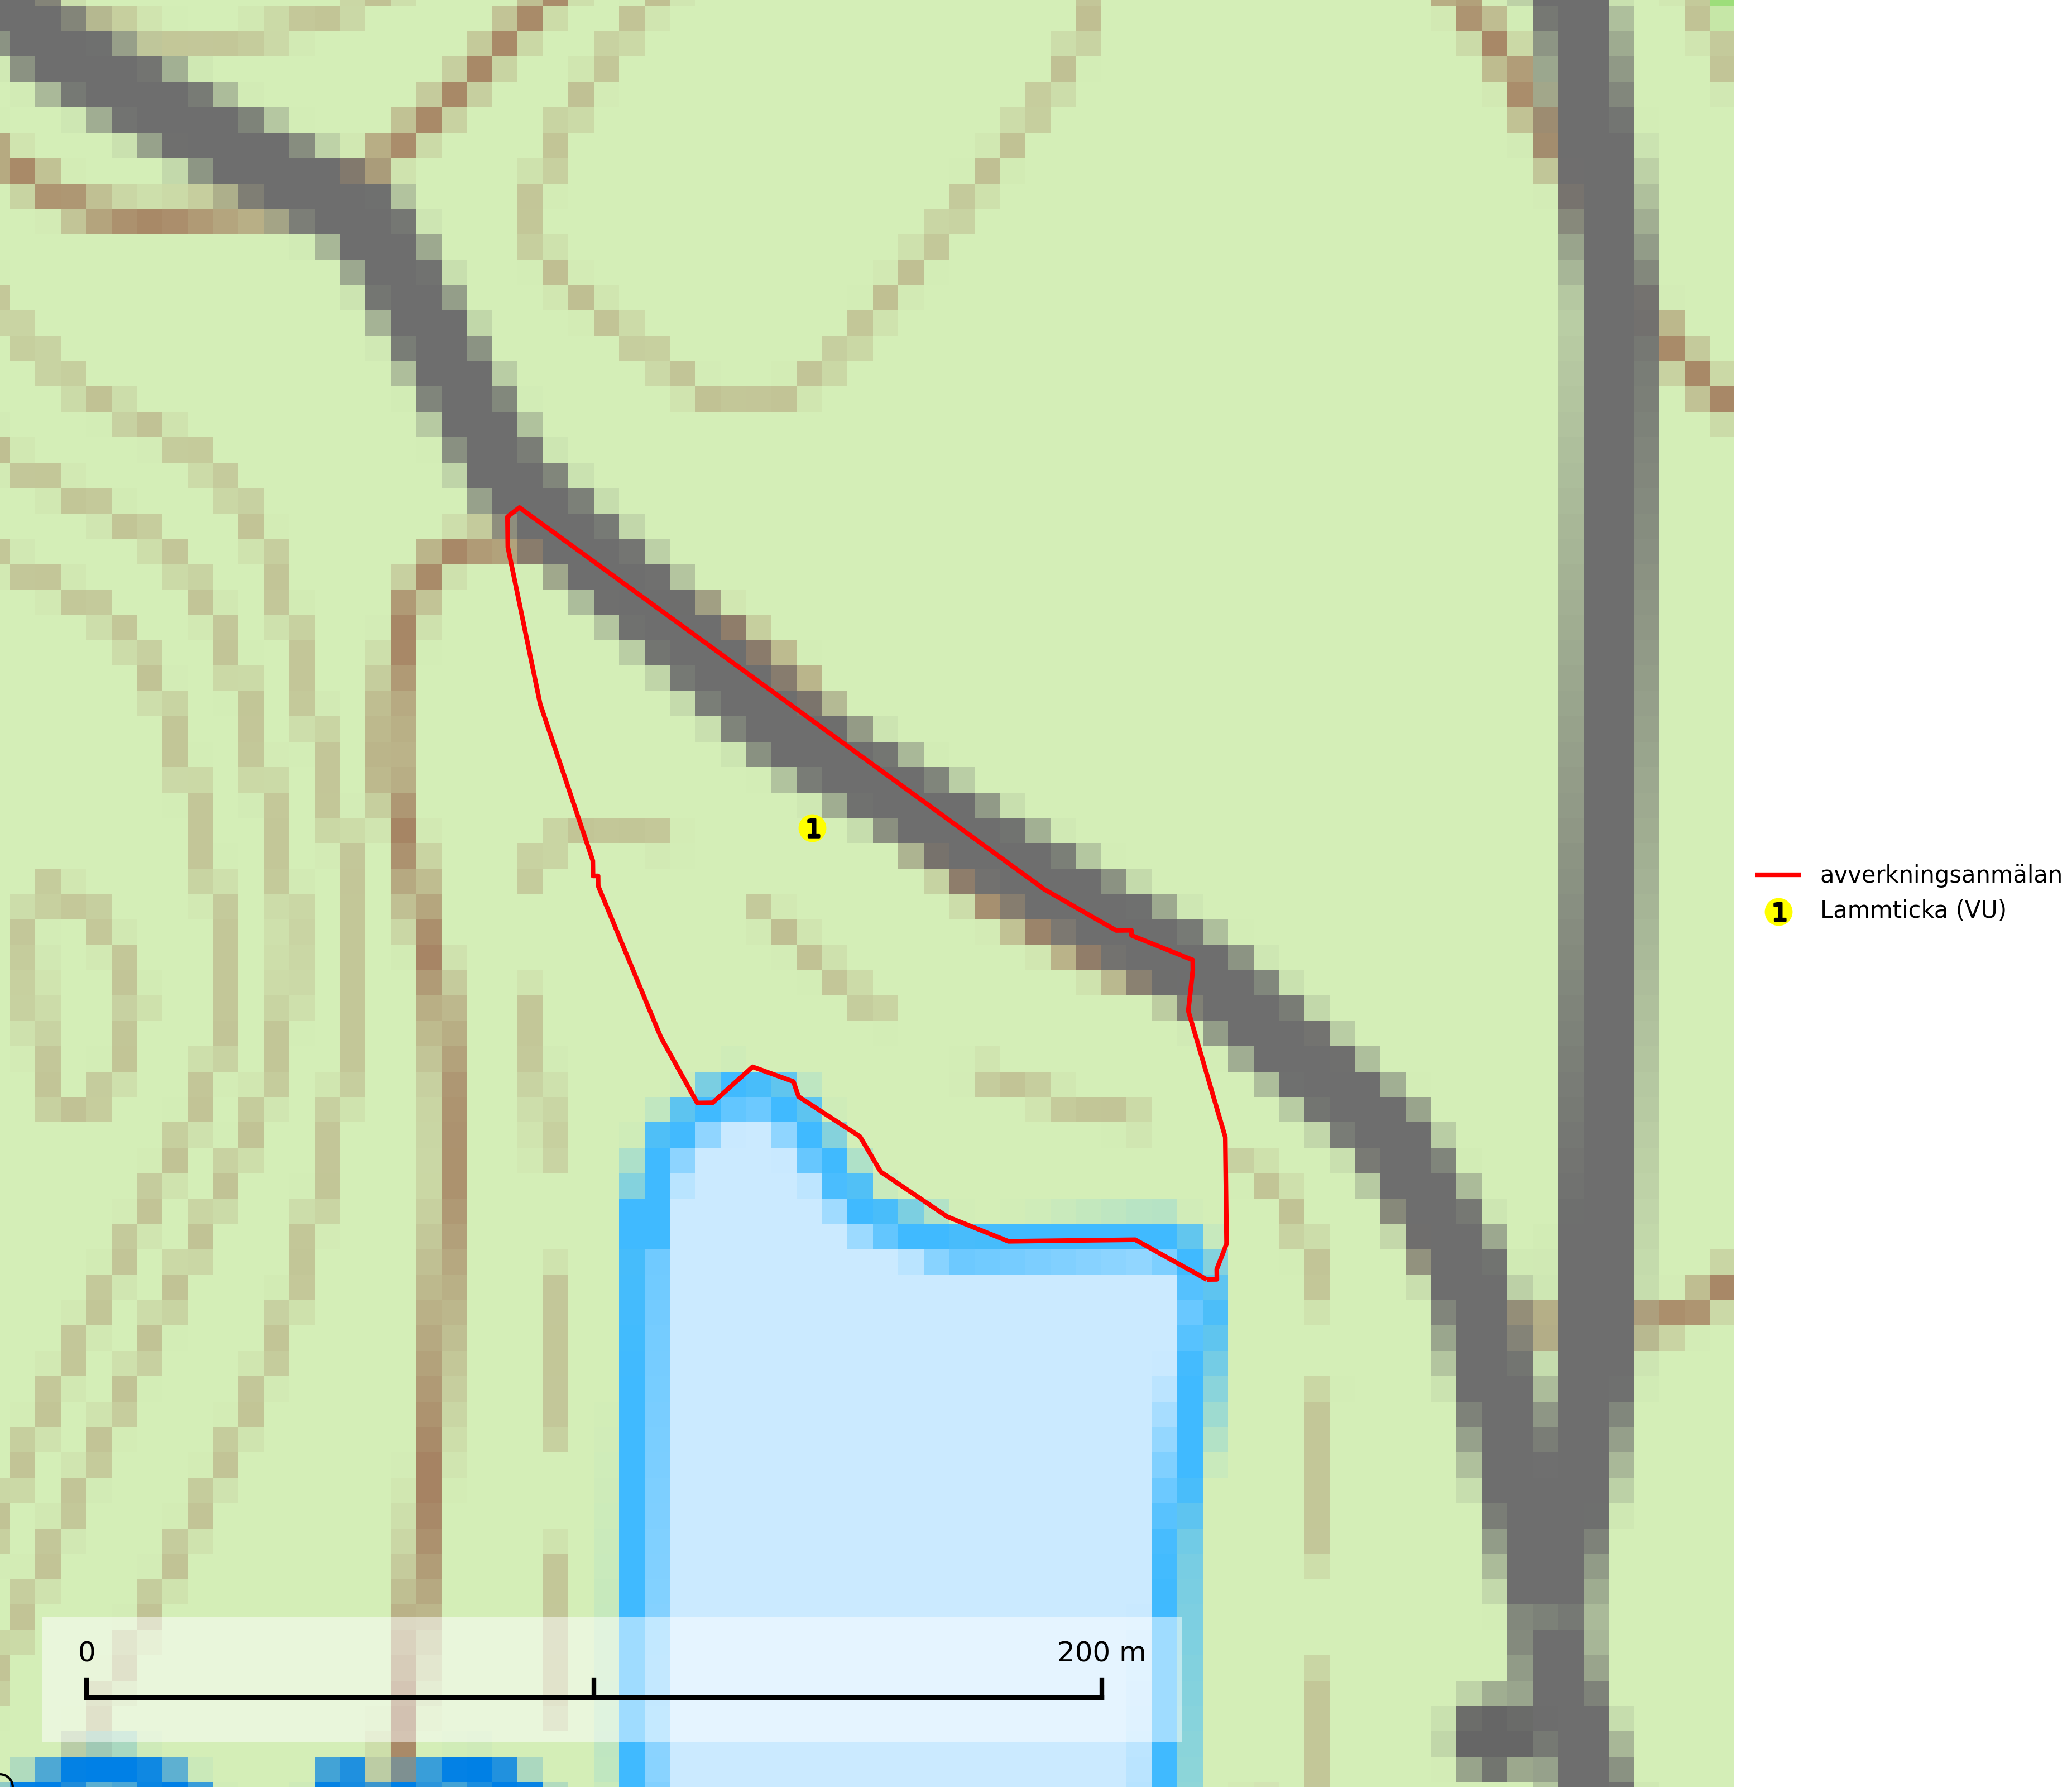 1
avverkningsanmälan
1 Lammticka (VU)
0 200 m